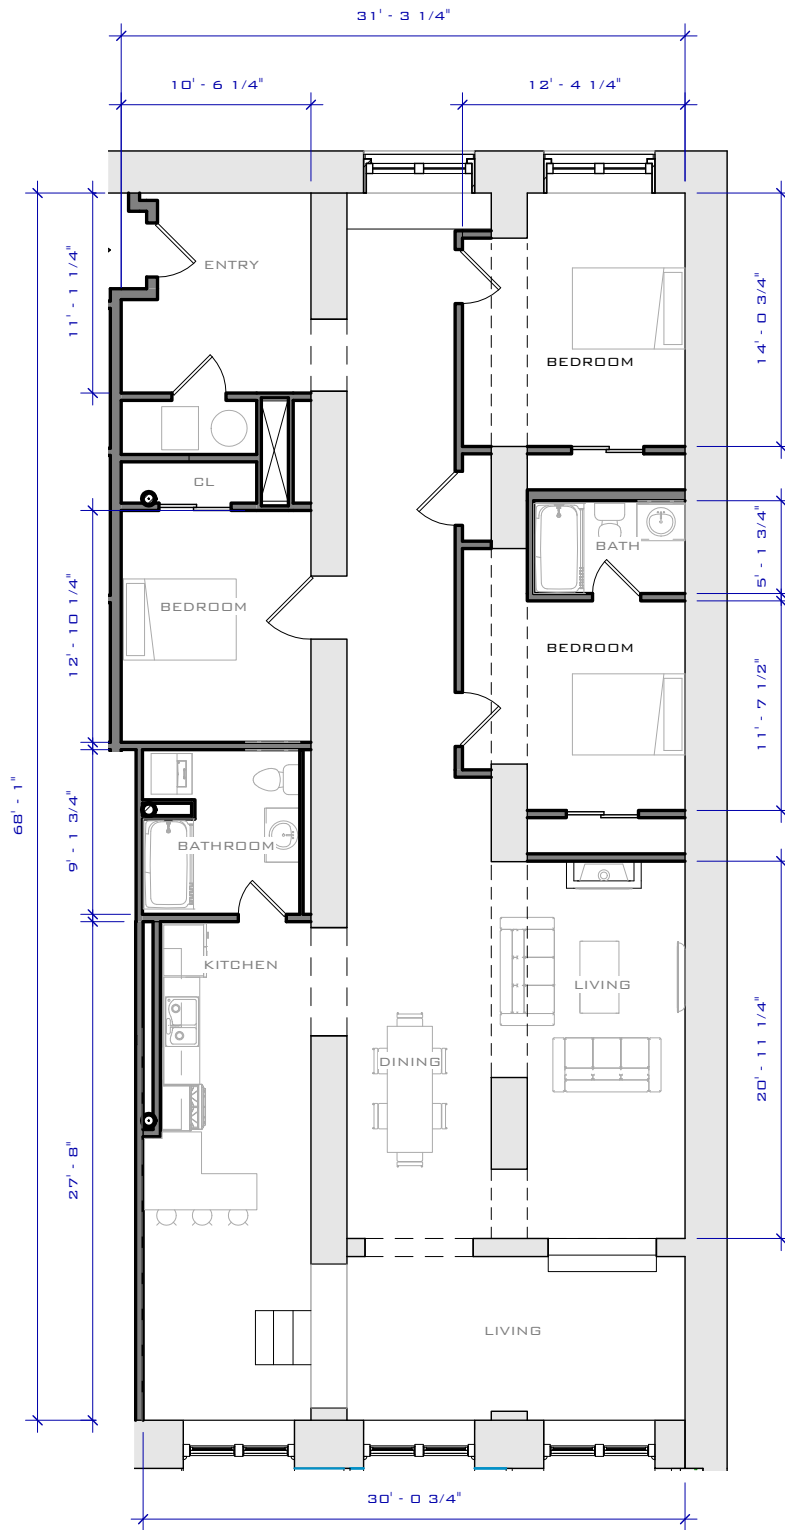 31' - 3 1/4"
10' - 6 1/4"
12' - 4 1/4"
ENTRY
11' - 1 1/4"
14' - 0 3/4"
BEDROOM
CL
BATH
5' - 1 3/4"
BEDROOM
12' - 10 1/4"
BEDROOM
11' - 7 1/2"
68' - 1"
9' - 1 3/4"
BATHROOM
KITCHEN
LIVING
DINING
20' - 11 1/4"
27' - 8"
LIVING
30' - 0 3/4"